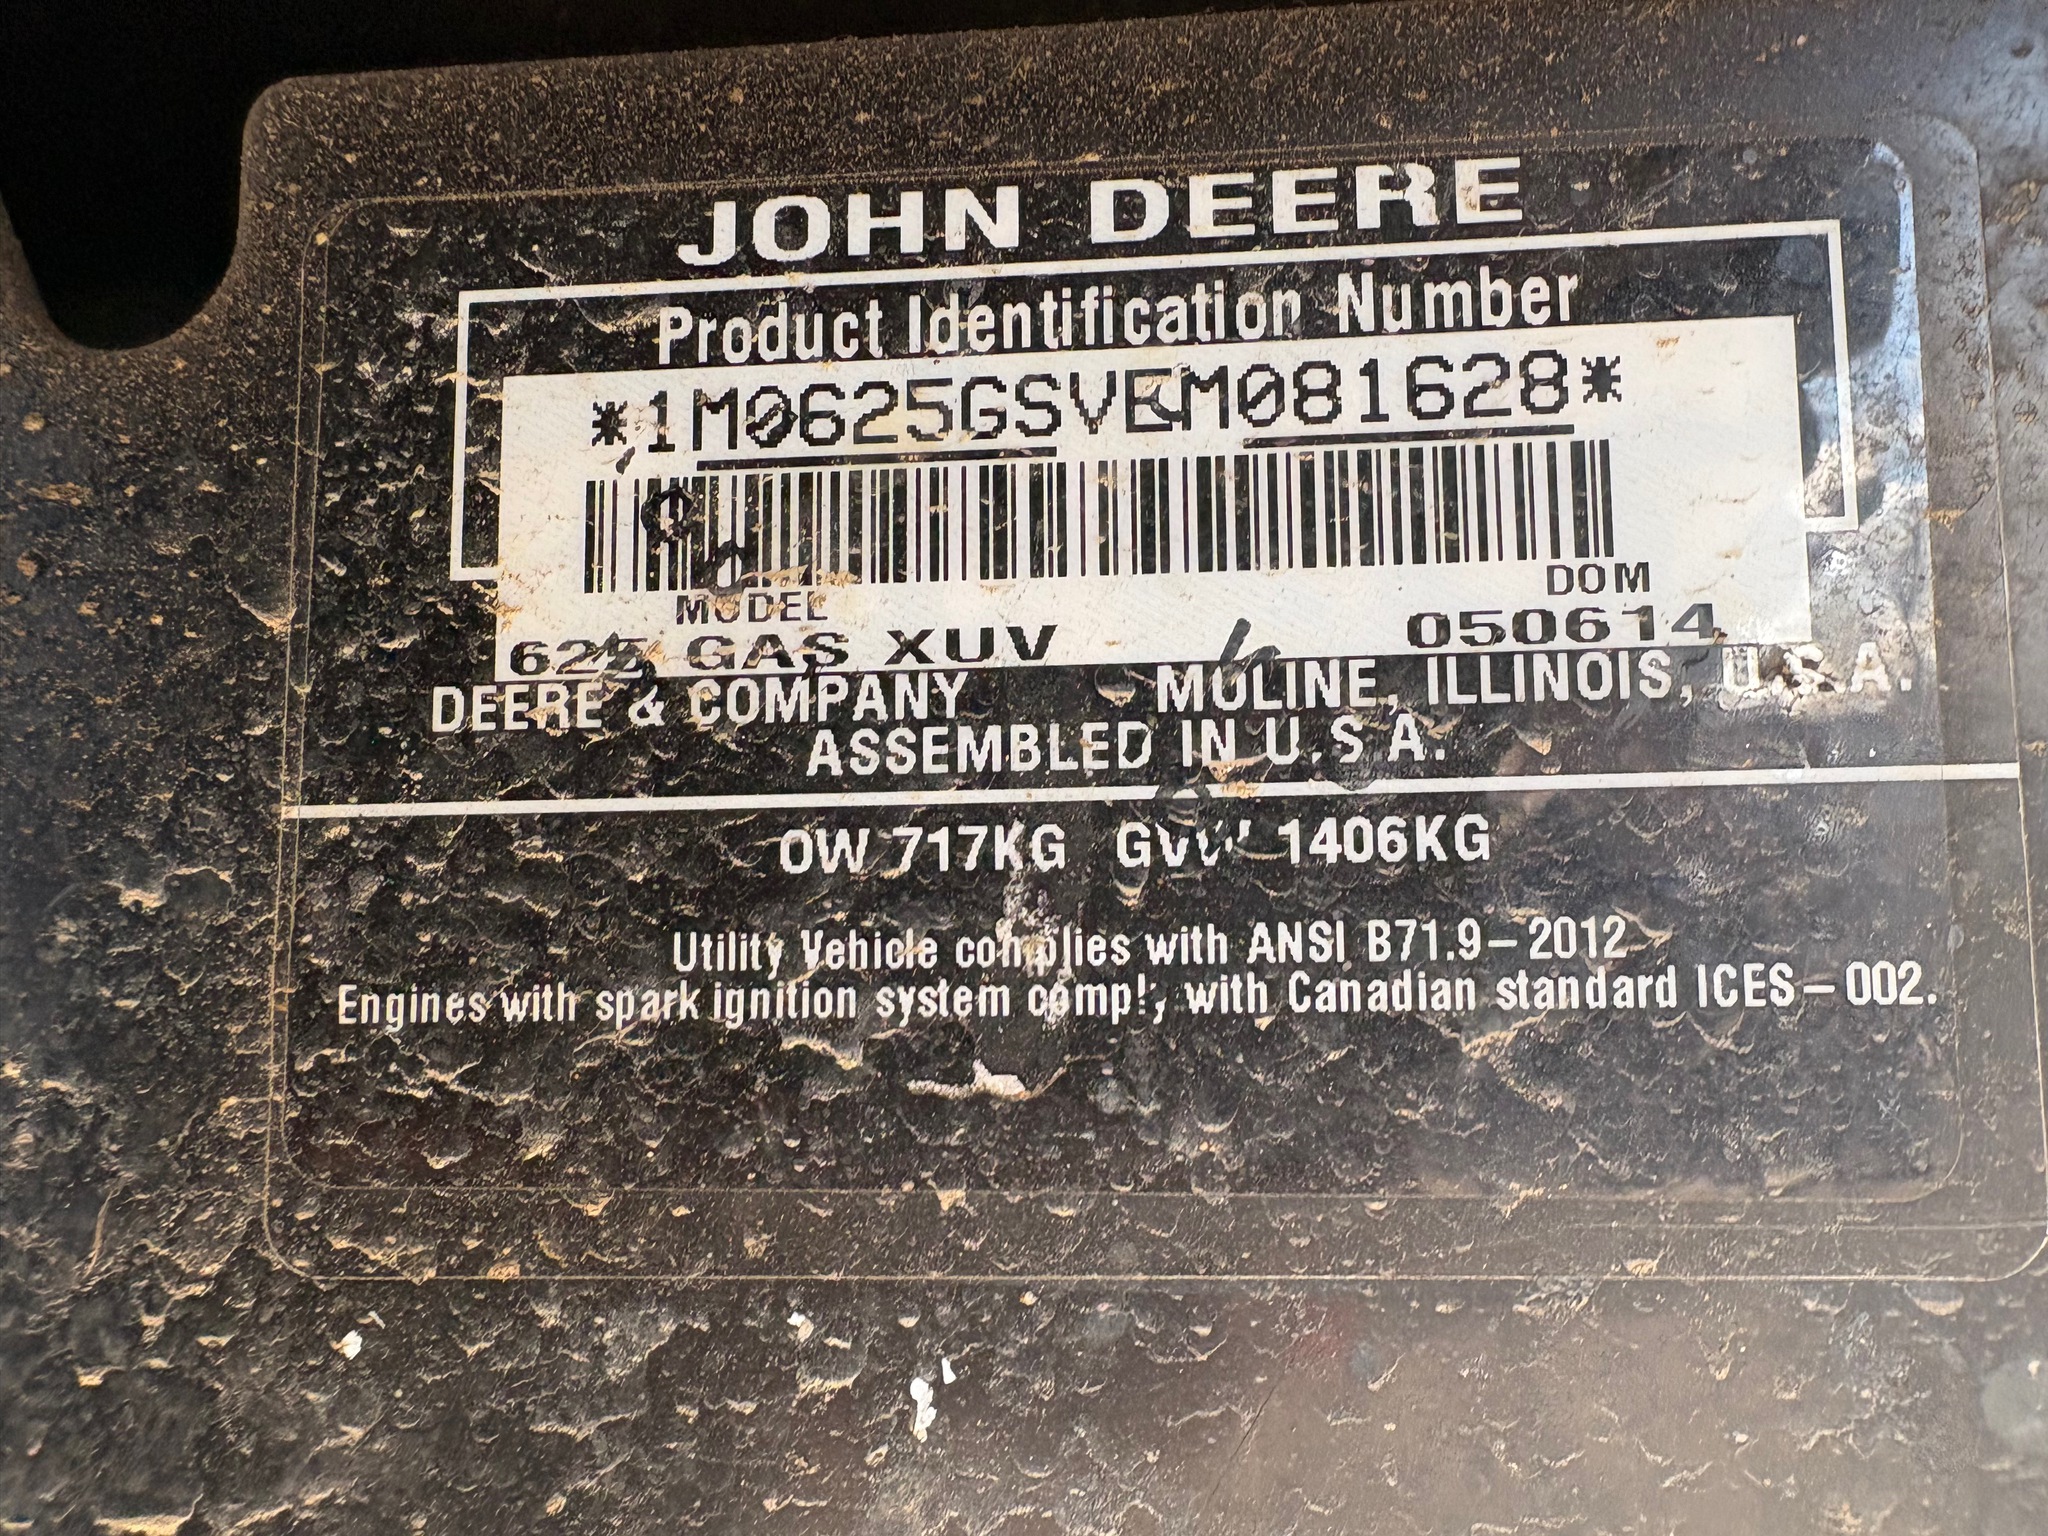 JOHN DEERE
Product Identification Number
*1M0625GSVEM081628*
MODEL DOM
625 GAS XUV 050614
DEERE & COMPANY MOLINE, ILLINOIS, U.S.A.
ASSEMBLED IN U.S.A.
OW 717KG GVW 1406KG
Utility Vehicle complies with ANSI B71.9-2012
Engines with spark ignition system comply with Canadian standard ICES-002.